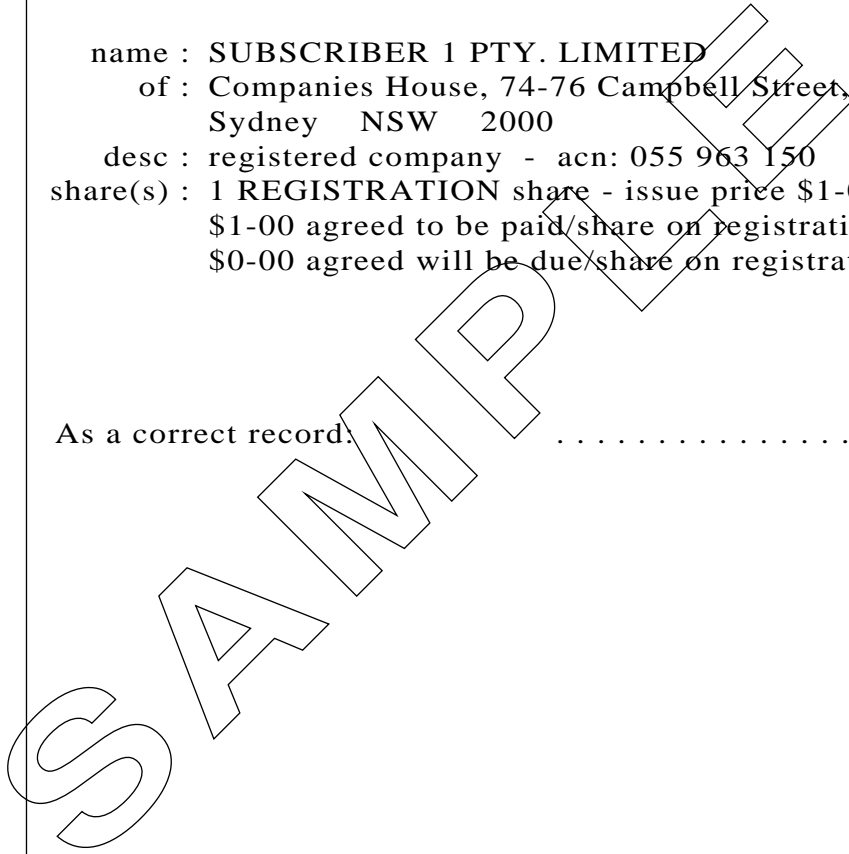 name : SUBSCRIBER 1 PTY. LIMITED
of : Companies House, 74-76 Campbell Street,
Sydney NSW 2000
desc : registered company - acn: 055 963 150
share(s) : 1 REGISTRATION share - issue price $1-
$1-00 agreed to be paid/share on
$0-00 agreed will be due/share on
As a correct record: . . . . . . . . . . . . . . .
SAMPLE